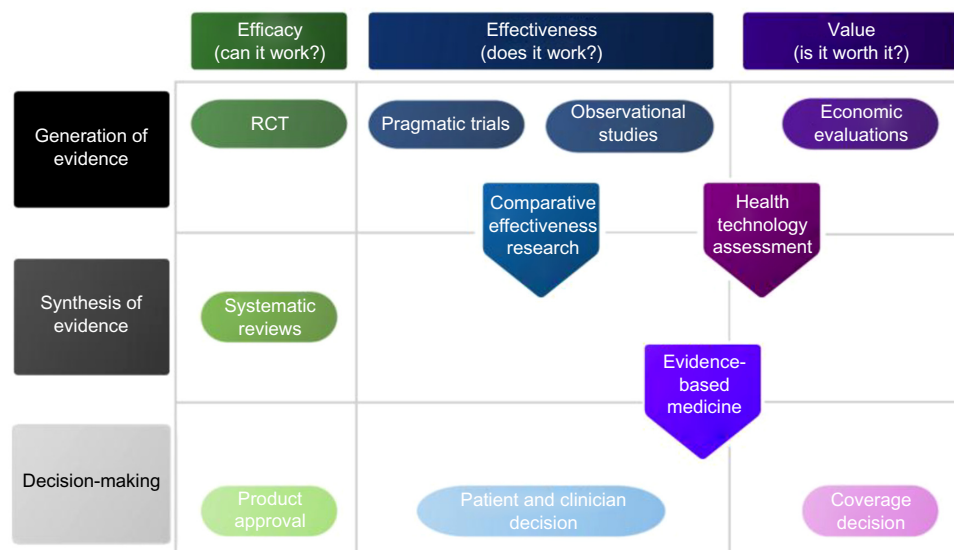 Efficacy
(can it work?)
Effectiveness
(does it work?)
Value
(is it worth it?)
Generation of
evidence
RCT
Pragmatic trials
Observational
studies
Economic
evaluations
Comparative
effectiveness
research
Health
technology
assessment
Synthesis of
evidence
Systematic
reviews
Evidence-
based
medicine
Decision-making
Product
approval
Patient and clinician
decision
Coverage
decision